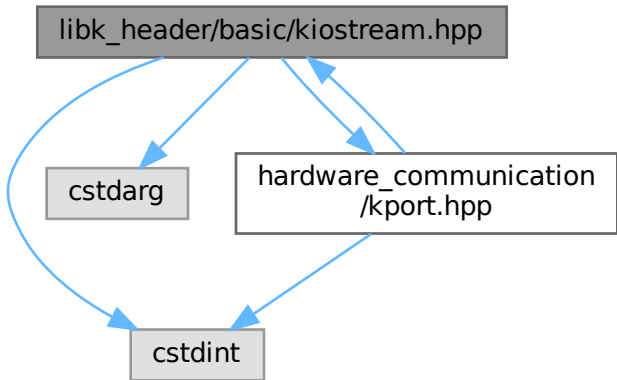 libk_header/basic/kiostream.hpp
cstdarg
hardware_communication
/kport.hpp
cstdint